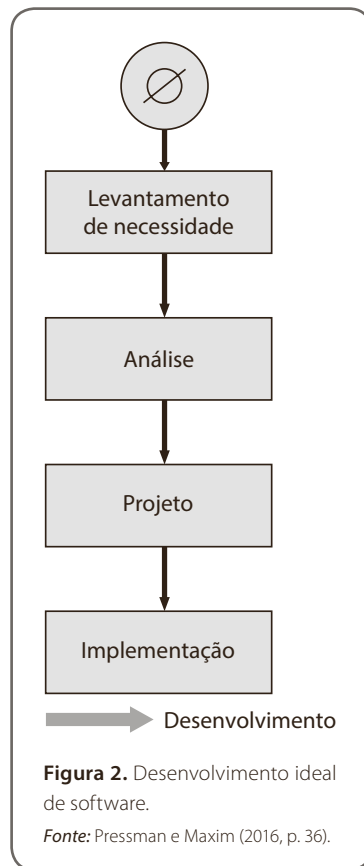 Levantamento
de necessidade
Análise
Projeto
Implementação
Desenvolvimento
Figura 2. Desenvolvimento ideal
de software.
Fonte: Pressman e Maxim (2016, p. 36).